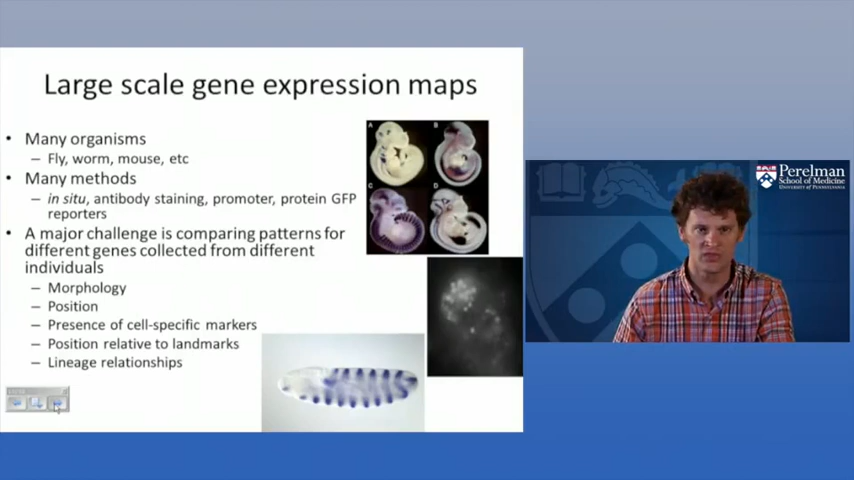 Large scale gene expression maps
• Many organisms
– Fly, worm, mouse, etc
• Many methods
– in situ, antibody staining, promoter, protein GFP
reporters
• A major challenge is comparing patterns for
different genes collected from different
individuals
– Morphology
– Position
– Presence of cell-specific markers
– Position relative to landmarks
– Lineage relationships
A
B
C
D
Perelman
School of Medicine
University of Pennsylvania